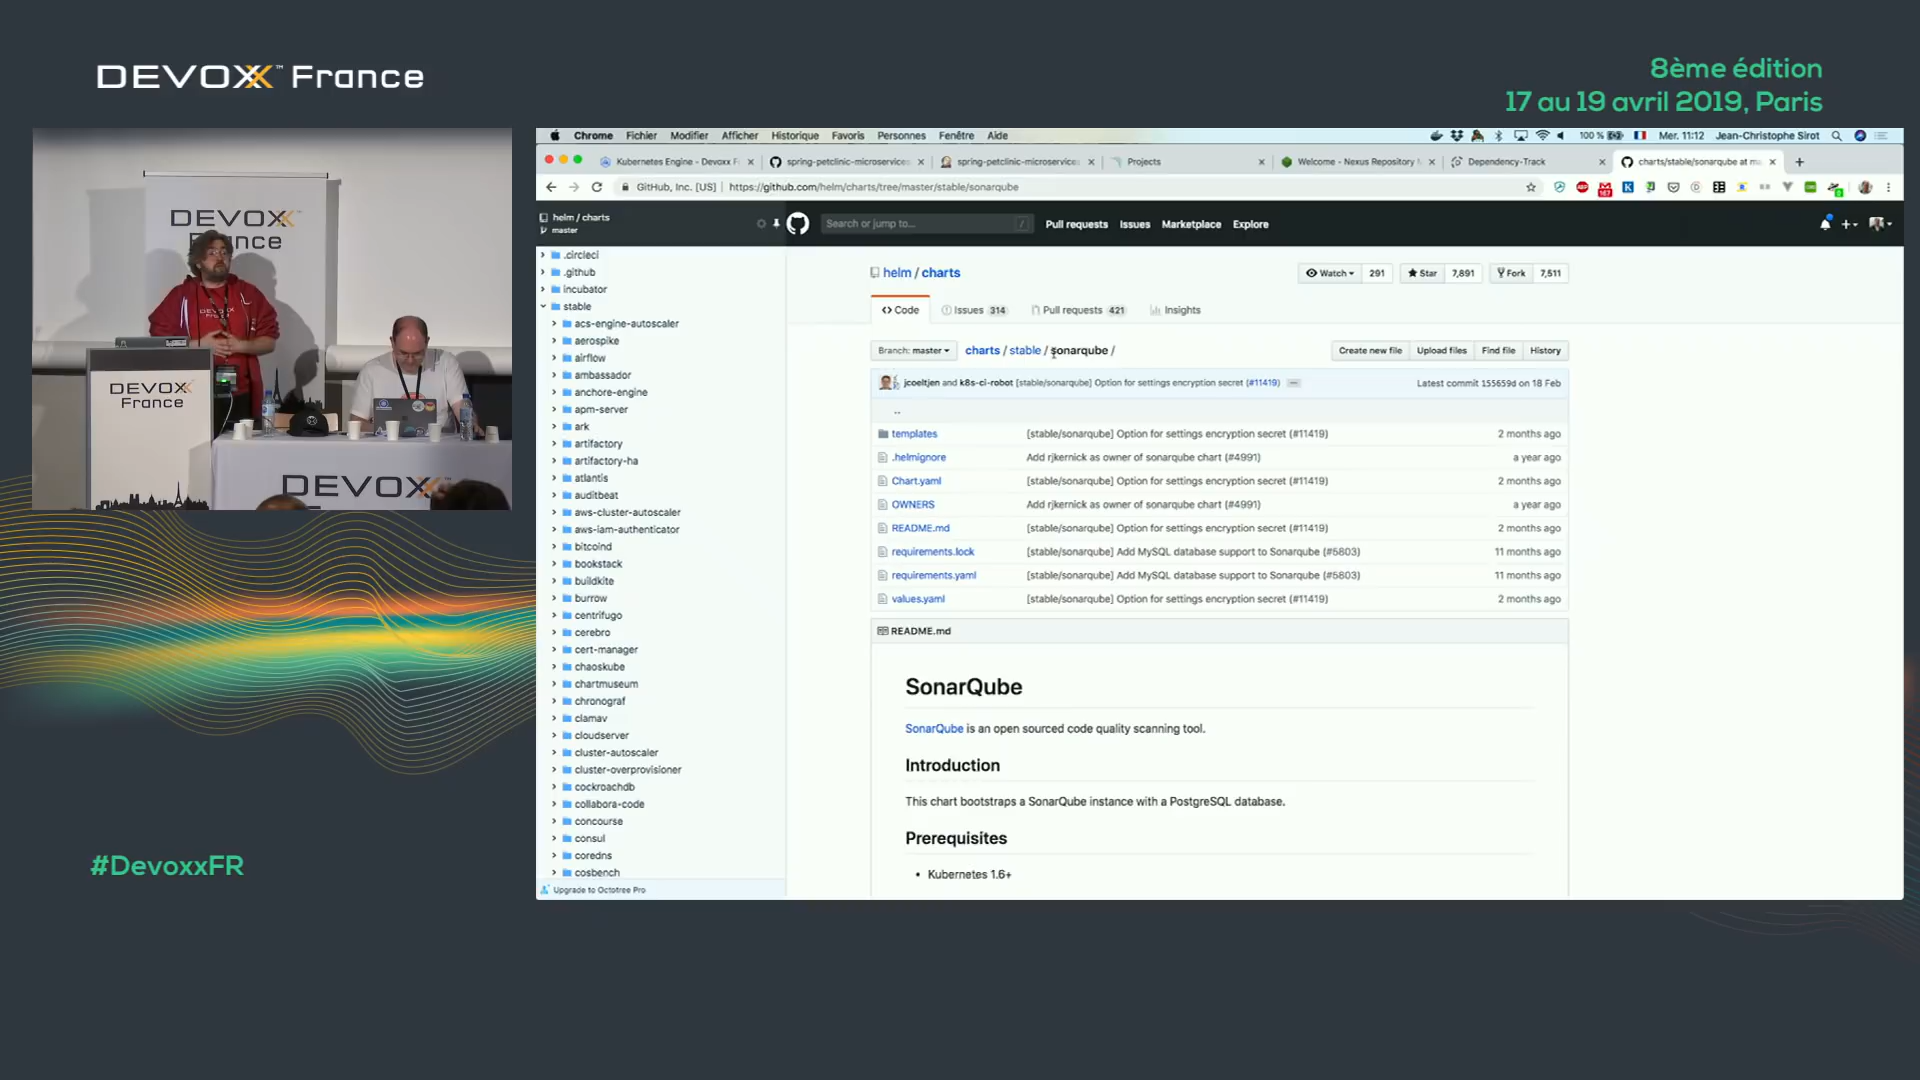 DEVOXX™ France
8ème édition
17 au 19 avril 2019, Paris
DEVOXX
France
DEVOXX
France
DEVOXX
Chrome Fichier Modifier Afficher Historique Favoris Personnes Fenêtre Aide
100 % Mer. 11:12 Jean-Christophe Sirot
Kubernetes Engine - Devoxx F
spring-petclinic-microservices
spring-petclinic-microservices
Projects
Welcome - Nexus Repository
Dependency-Track
charts/stable/sonarqube at ma
GitHub, Inc. [US] | https://github.com/helm/charts/tree/master/stable/sonarqube
helm / charts
master
Search or jump to... /
Pull requests Issues Marketplace Explore
.circleci
.github
incubator
stable
acs-engine-autoscaler
aerospike
airflow
ambassador
anchore-engine
apm-server
ark
artifactory
artifactory-ha
atlantis
auditbeat
aws-cluster-autoscaler
aws-iam-authenticator
bitcoind
bookstack
buildkite
burrow
centrifugo
cerebro
cert-manager
chaoskube
chartmuseum
chronograf
clamav
cloudserver
cluster-autoscaler
cluster-overprovisioner
cockroachdb
collabora-code
concourse
consul
coredns
cosbench
Upgrade to Octotree Pro
helm / charts
Watch 291 Star 7,891 Fork 7,511
Code Issues 314 Pull requests 421 Insights
Branch: master charts / stable / sonarqube /
Create new file Upload files Find file History
jcoeltjen and k8s-ci-robot [stable/sonarqube] Option for settings encryption secret (#11419) Latest commit 155659d on 18 Feb
..
templates [stable/sonarqube] Option for settings encryption secret (#11419) 2 months ago
.helmignore Add rjkernick as owner of sonarqube chart (#4991) a year ago
Chart.yaml [stable/sonarqube] Option for settings encryption secret (#11419) 2 months ago
OWNERS Add rjkernick as owner of sonarqube chart (#4991) a year ago
README.md [stable/sonarqube] Option for settings encryption secret (#11419) 2 months ago
requirements.lock [stable/sonarqube] Add MySQL database support to Sonarqube (#5803) 11 months ago
requirements.yaml [stable/sonarqube] Add MySQL database support to Sonarqube (#5803) 11 months ago
values.yaml [stable/sonarqube] Option for settings encryption secret (#11419) 2 months ago
README.md
SonarQube
SonarQube is an open sourced code quality scanning tool.
Introduction
This chart bootstraps a SonarQube instance with a PostgreSQL database.
Prerequisites
• Kubernetes 1.6+
#DevoxxFR